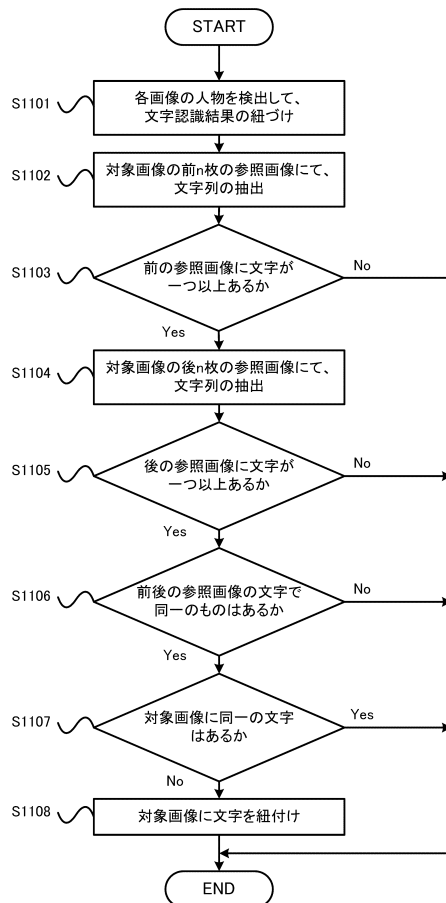 START
S1101
各画像の人物を検出して、
文字認識結果の紐づけ
S1102
対象画像の前n枚の参照画像にて、
文字列の抽出
S1103
前の参照画像に文字が
一つ以上あるか
No
Yes
S1104
対象画像の後n枚の参照画像にて、
文字列の抽出
S1105
後の参照画像に文字が
一つ以上あるか
No
Yes
S1106
前後の参照画像の文字で
同一のものはあるか
No
Yes
S1107
対象画像に同一の文字
はあるか
Yes
No
S1108
対象画像に文字を紐付け
END